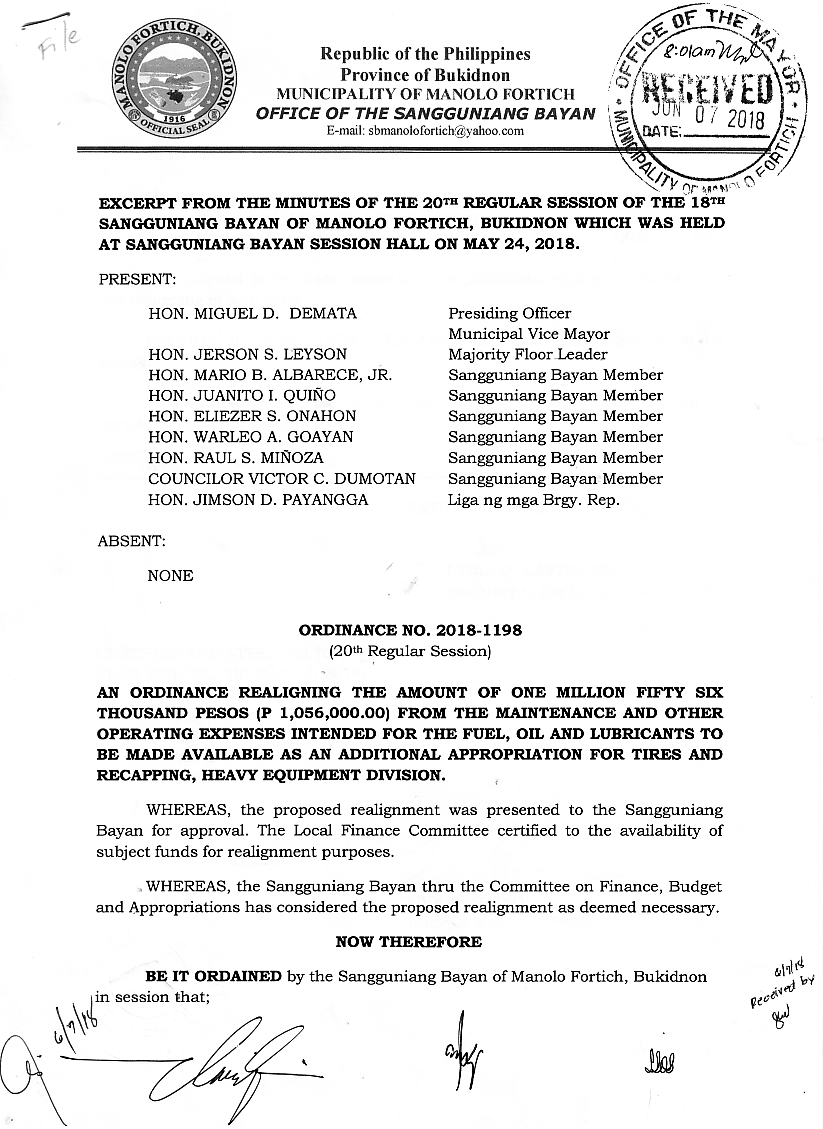 File
MANOLO FORTICH, BUKIDNON
1916
OFFICIAL SEAL
Republic of the Philippines
Province of Bukidnon
MUNICIPALITY OF MANOLO FORTICH
OFFICE OF THE SANGGUNIANG BAYAN
E-mail: sbmanolofortich@yahoo.com
OFFICE OF THE MAYOR
8:01am
RECEIVED
JUN 07 2018
DATE:
MUNICIPALITY OF MANOLO FORTICH
EXCERPT FROM THE MINUTES OF THE 20TH REGULAR SESSION OF THE 18TH
SANGGUNIANG BAYAN OF MANOLO FORTICH, BUKIDNON WHICH WAS HELD
AT SANGGUNIANG BAYAN SESSION HALL ON MAY 24, 2018.
PRESENT:
HON. MIGUEL D. DEMATA Presiding Officer
Municipal Vice Mayor
HON. JERSON S. LEYSON Majority Floor Leader
HON. MARIO B. ALBARECE, JR. Sangguniang Bayan Member
HON. JUANITO I. QUIÑO Sangguniang Bayan Member
HON. ELIEZER S. ONAHON Sangguniang Bayan Member
HON. WARLEO A. GOAYAN Sangguniang Bayan Member
HON. RAUL S. MIÑOZA Sangguniang Bayan Member
COUNCILOR VICTOR C. DUMOTAN Sangguniang Bayan Member
HON. JIMSON D. PAYANGGA Liga ng mga Brgy. Rep.
ABSENT:
NONE
ORDINANCE NO. 2018-1198
(20th Regular Session)
AN ORDINANCE REALIGNING THE AMOUNT OF ONE MILLION FIFTY SIX
THOUSAND PESOS (P 1,056,000.00) FROM THE MAINTENANCE AND OTHER
OPERATING EXPENSES INTENDED FOR THE FUEL, OIL AND LUBRICANTS TO
BE MADE AVAILABLE AS AN ADDITIONAL APPROPRIATION FOR TIRES AND
RECAPPING, HEAVY EQUIPMENT DIVISION.
WHEREAS, the proposed realignment was presented to the Sangguniang
Bayan for approval. The Local Finance Committee certified to the availability of
subject funds for realignment purposes.
WHEREAS, the Sangguniang Bayan thru the Committee on Finance, Budget
and Appropriations has considered the proposed realignment as deemed necessary.
NOW THEREFORE
BE IT ORDAINED by the Sangguniang Bayan of Manolo Fortich, Bukidnon
in session that;
6/7/18
6/7/18
Received by